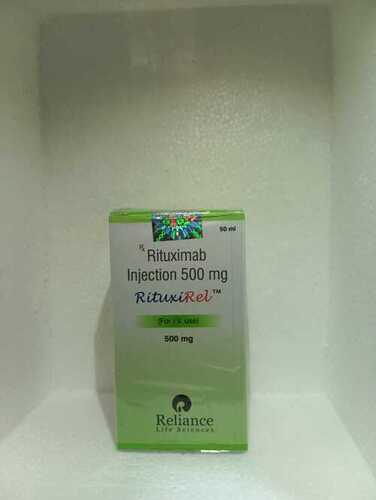 50 ml
℞ Rituximab
Injection 500 mg
RituxiRel™
For I.V. use
500 mg
Reliance
Life Sciences